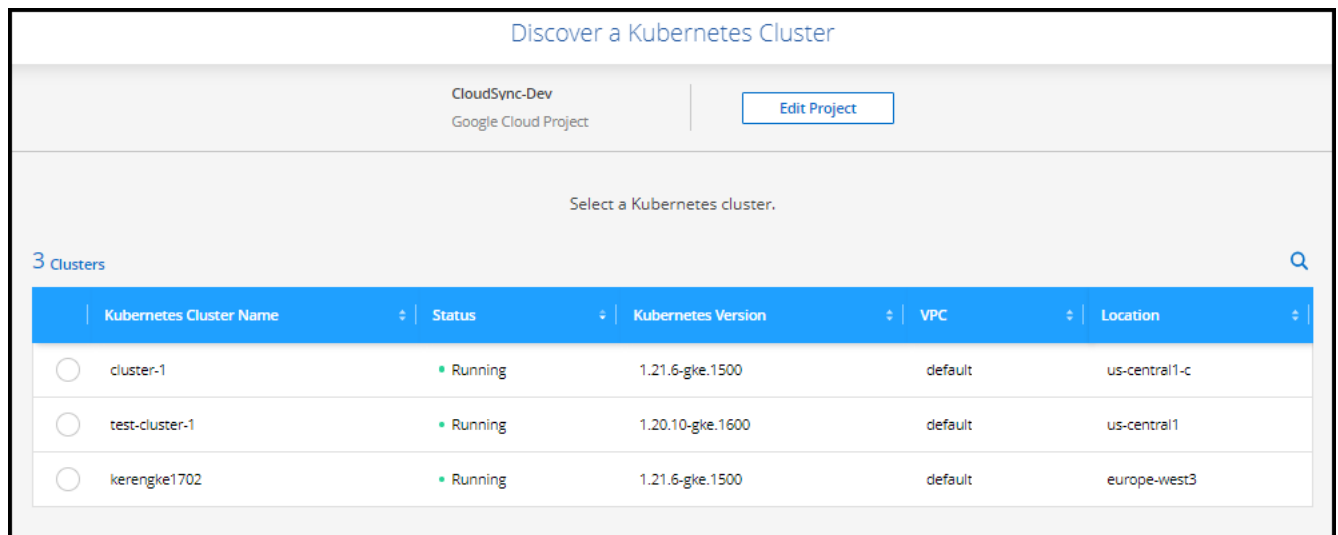 Discover a Kubernetes Cluster
CloudSync-Dev
Google Cloud Project
Edit Project
Select a Kubernetes cluster.
3 Clusters
Kubernetes Cluster Name Status Kubernetes Version VPC Location
cluster-1 Running 1.21.6-gke.1500 default us-central1-c
test-cluster-1 Running 1.20.10-gke.1600 default us-central1
kerengke1702 Running 1.21.6-gke.1500 default europe-west3